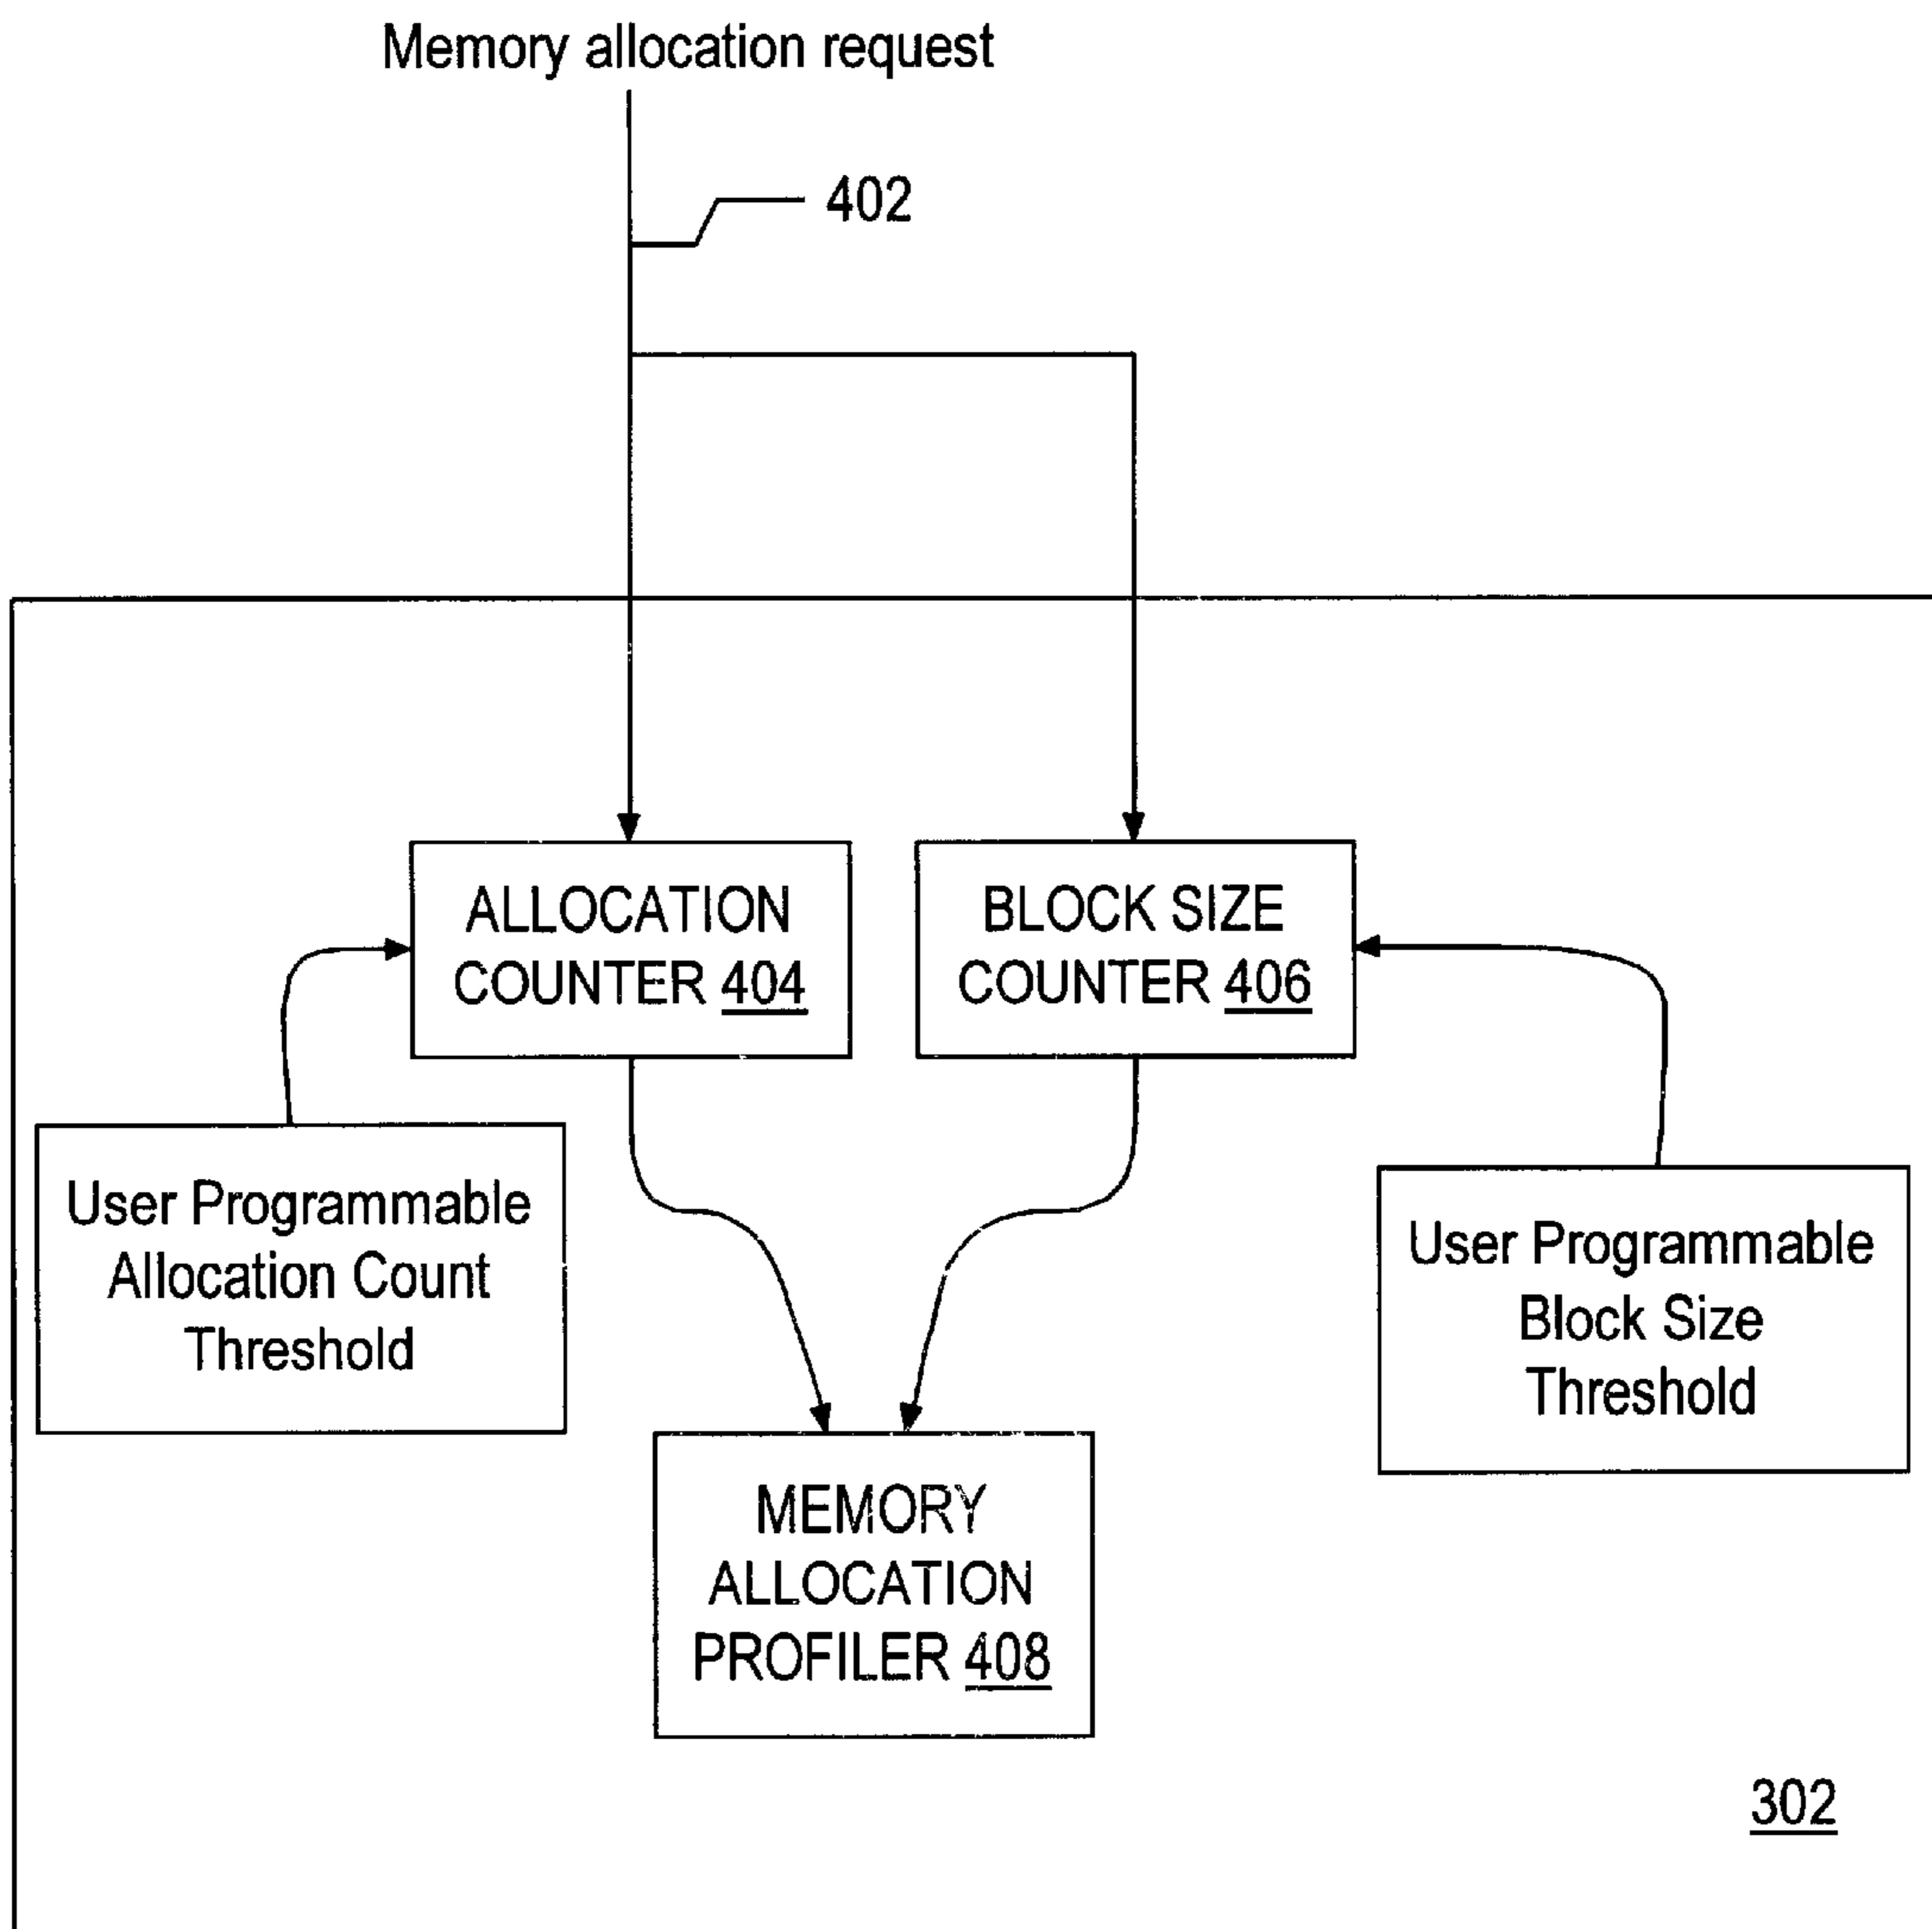 Memory allocation request
402
ALLOCATION
COUNTER 404
BLOCK SIZE
COUNTER 406
User Programmable
Allocation Count
Threshold
User Programmable
Block Size
Threshold
MEMORY
ALLOCATION
PROFILER 408
302